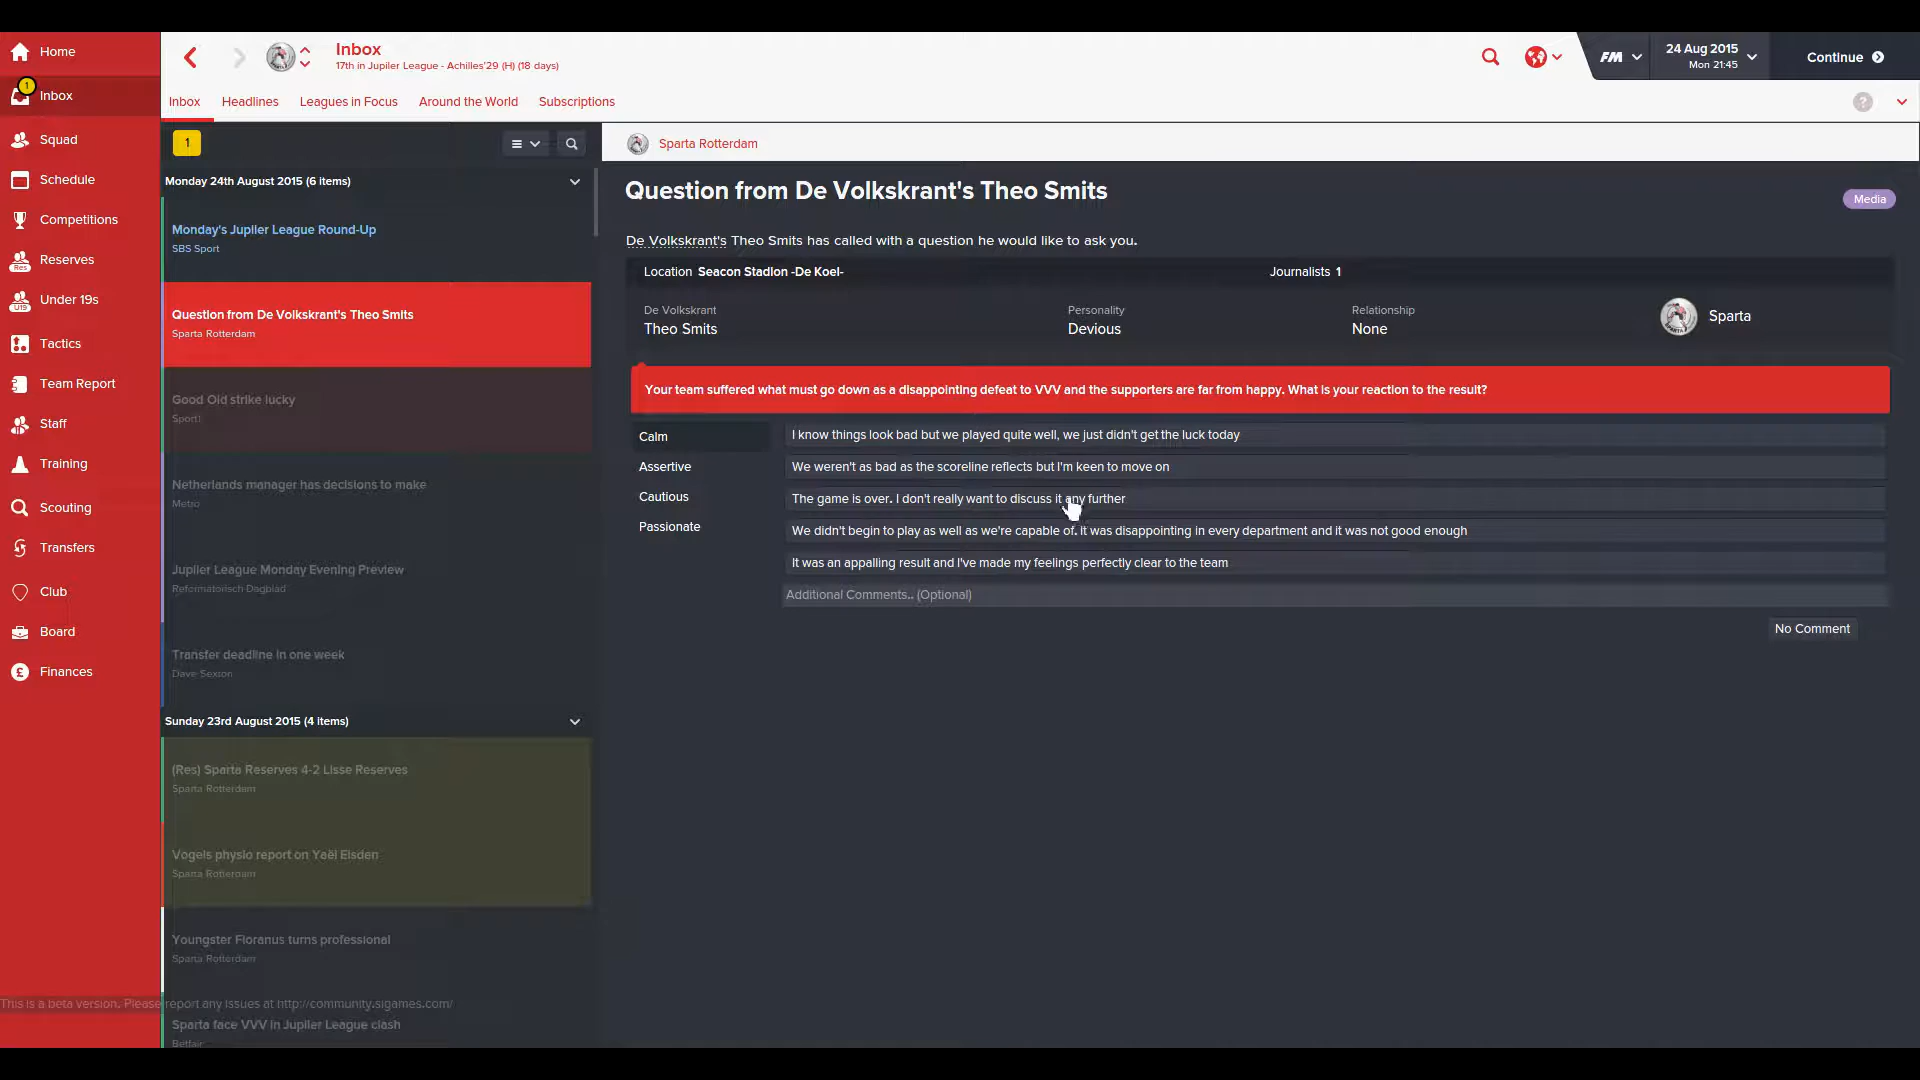 Home
Inbox
1
Squad
Schedule
Competitions
Reserves
Res
Under 19s
U19
Tactics
Team Report
Staff
Training
Scouting
Transfers
Club
Board
Finances
Inbox
17th in Jupiler League - Achilles'29 (H) (18 days)
FM
24 Aug 2015
Mon 21:45
Continue
Inbox
Headlines
Leagues in Focus
Around the World
Subscriptions
?
1
Monday 24th August 2015 (6 items)
Monday's Jupiler League Round-Up
SBS Sport
Question from De Volkskrant's Theo Smits
Sparta Rotterdam
Good Old strike lucky
Sport1
Netherlands manager has decisions to make
Metro
Jupiler League Monday Evening Preview
Reformatorisch Dagblad
Transfer deadline in one week
Dave Sexton
Sunday 23rd August 2015 (4 items)
(Res) Sparta Reserves 4-2 Lisse Reserves
Sparta Rotterdam
Vogels physio report on Yaël Eisden
Sparta Rotterdam
Youngster Floranus turns professional
Sparta Rotterdam
Sparta face VVV in Jupiler League clash
Betfair
This is a beta version. Please report any issues at http://community.sigames.com/
Sparta Rotterdam
Question from De Volkskrant's Theo Smits
Media
De Volkskrant's Theo Smits has called with a question he would like to ask you.
Location Seacon Stadion -De Koel-
Journalists 1
De Volkskrant
Theo Smits
Personality
Devious
Relationship
None
Sparta
Your team suffered what must go down as a disappointing defeat to VVV and the supporters are far from happy. What is your reaction to the result?
Calm
Assertive
Cautious
Passionate
I know things look bad but we played quite well, we just didn't get the luck today
We weren't as bad as the scoreline reflects but I'm keen to move on
The game is over. I don't really want to discuss it any further
We didn't begin to play as well as we're capable of. It was disappointing in every department and it was not good enough
It was an appalling result and I've made my feelings perfectly clear to the team
Additional Comments.. (Optional)
No Comment